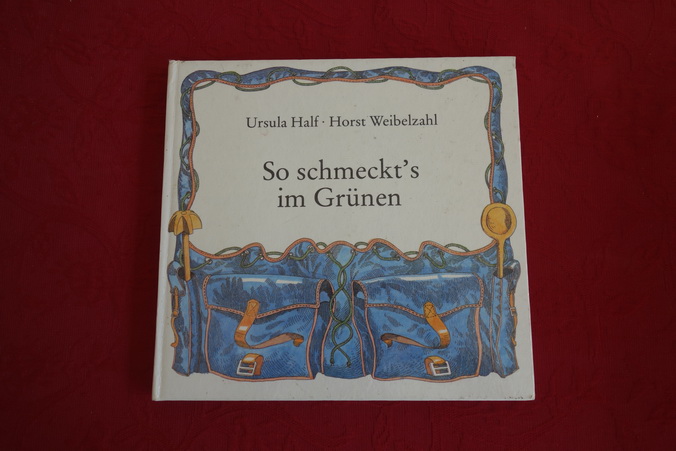 Ursula Half · Horst Weibelzahl
So schmeckt's
im Grünen